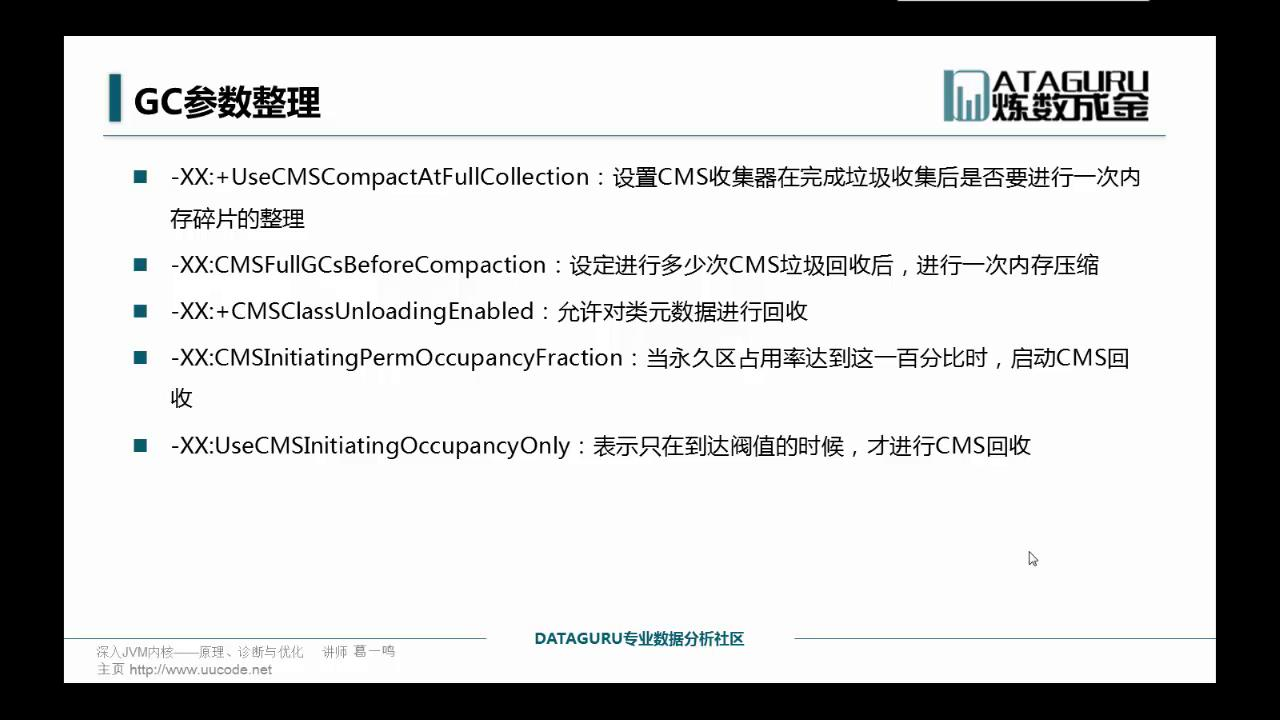 GC参数整理
ATAGURU
炼数成金
-XX:+UseCMSCompactAtFullCollection：设置CMS收集器在完成垃圾收集后是否要进行一次内
存碎片的整理
-XX:CMSFullGCsBeforeCompaction：设定进行多少次CMS垃圾回收后，进行一次内存压缩
-XX:+CMSClassUnloadingEnabled：允许对类元数据进行回收
-XX:CMSInitiatingPermOccupancyFraction：当永久区占用率达到这一百分比时，启动CMS回
收
-XX:UseCMSInitiatingOccupancyOnly：表示只在到达阀值的时候，才进行CMS回收
DATAGURU专业数据分析社区
深入JVM内核——原理、诊断与优化 讲师 葛一鸣
主页 http://www.uucode.net